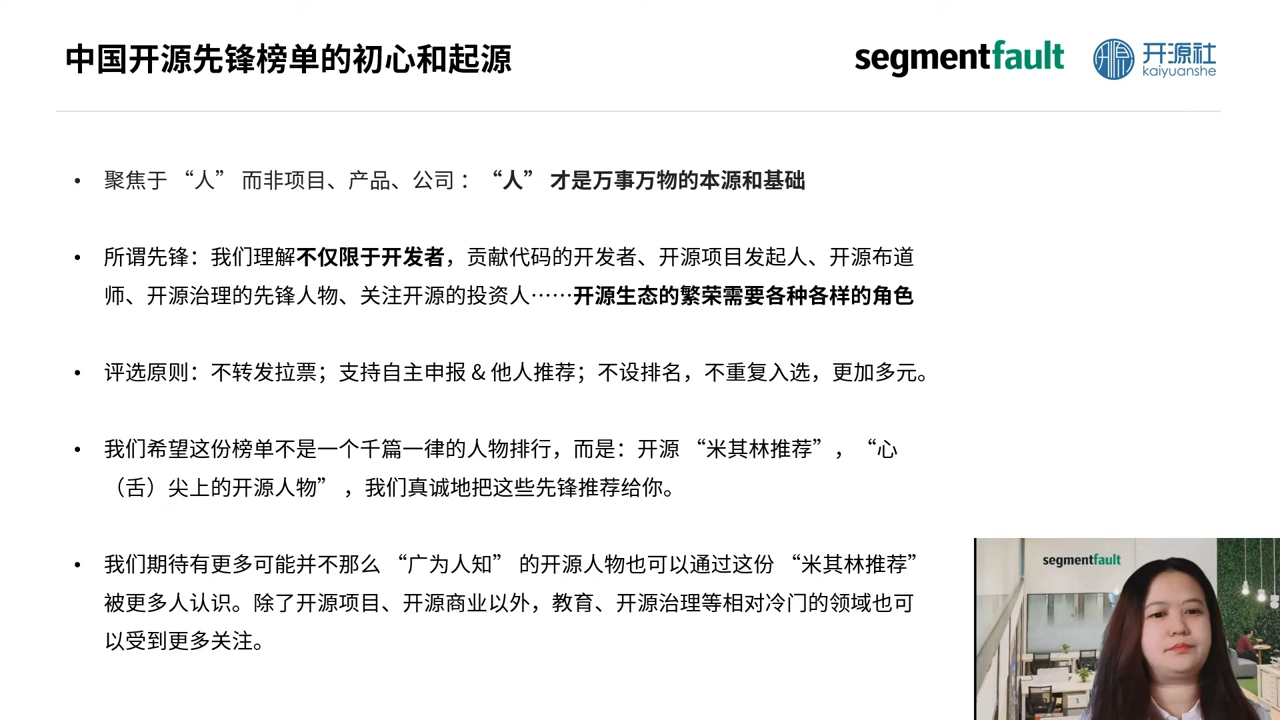 中国开源先锋榜单的初心和起源
segmentfault
开源社
kaiyuanshe
• 聚焦于 “人” 而非项目、产品、公司 ： “人” 才是万事万物的本源和基础
• 所谓先锋：我们理解不仅限于开发者，贡献代码的开发者、开源项目发起人、开源布道
师、开源治理的先锋人物、关注开源的投资人……开源生态的繁荣需要各种各样的角色
• 评选原则：不转发拉票；支持自主申报 & 他人推荐；不设排名，不重复入选，更加多元。
• 我们希望这份榜单不是一个千篇一律的人物排行，而是：开源 “米其林推荐” ， “心
（舌）尖上的开源人物” ，我们真诚地把这些先锋推荐给你。
• 我们期待有更多可能并不那么 “广为人知” 的开源人物也可以通过这份 “米其林推荐”
被更多人认识。除了开源项目、开源商业以外，教育、开源治理等相对冷门的领域也可
以受到更多关注。
segmentfault